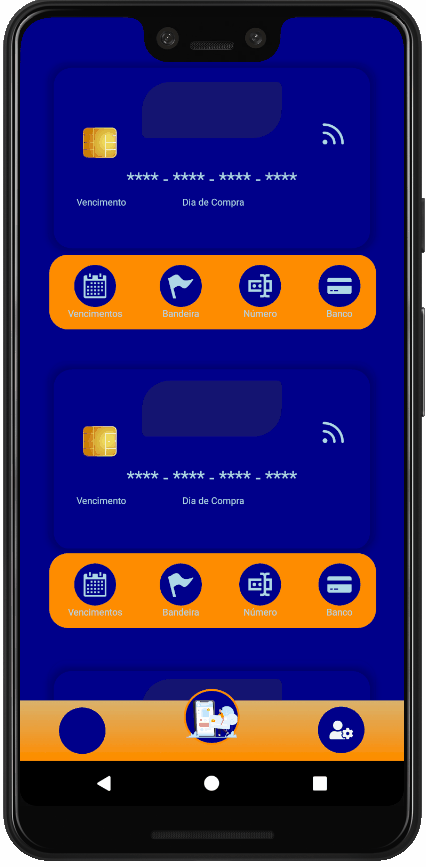 **** - **** - **** - ****
Vencimento Dia de Compra
Vencimentos Bandeira Número Banco
**** - **** - **** - ****
Vencimento Dia de Compra
Vencimentos Bandeira Número Banco